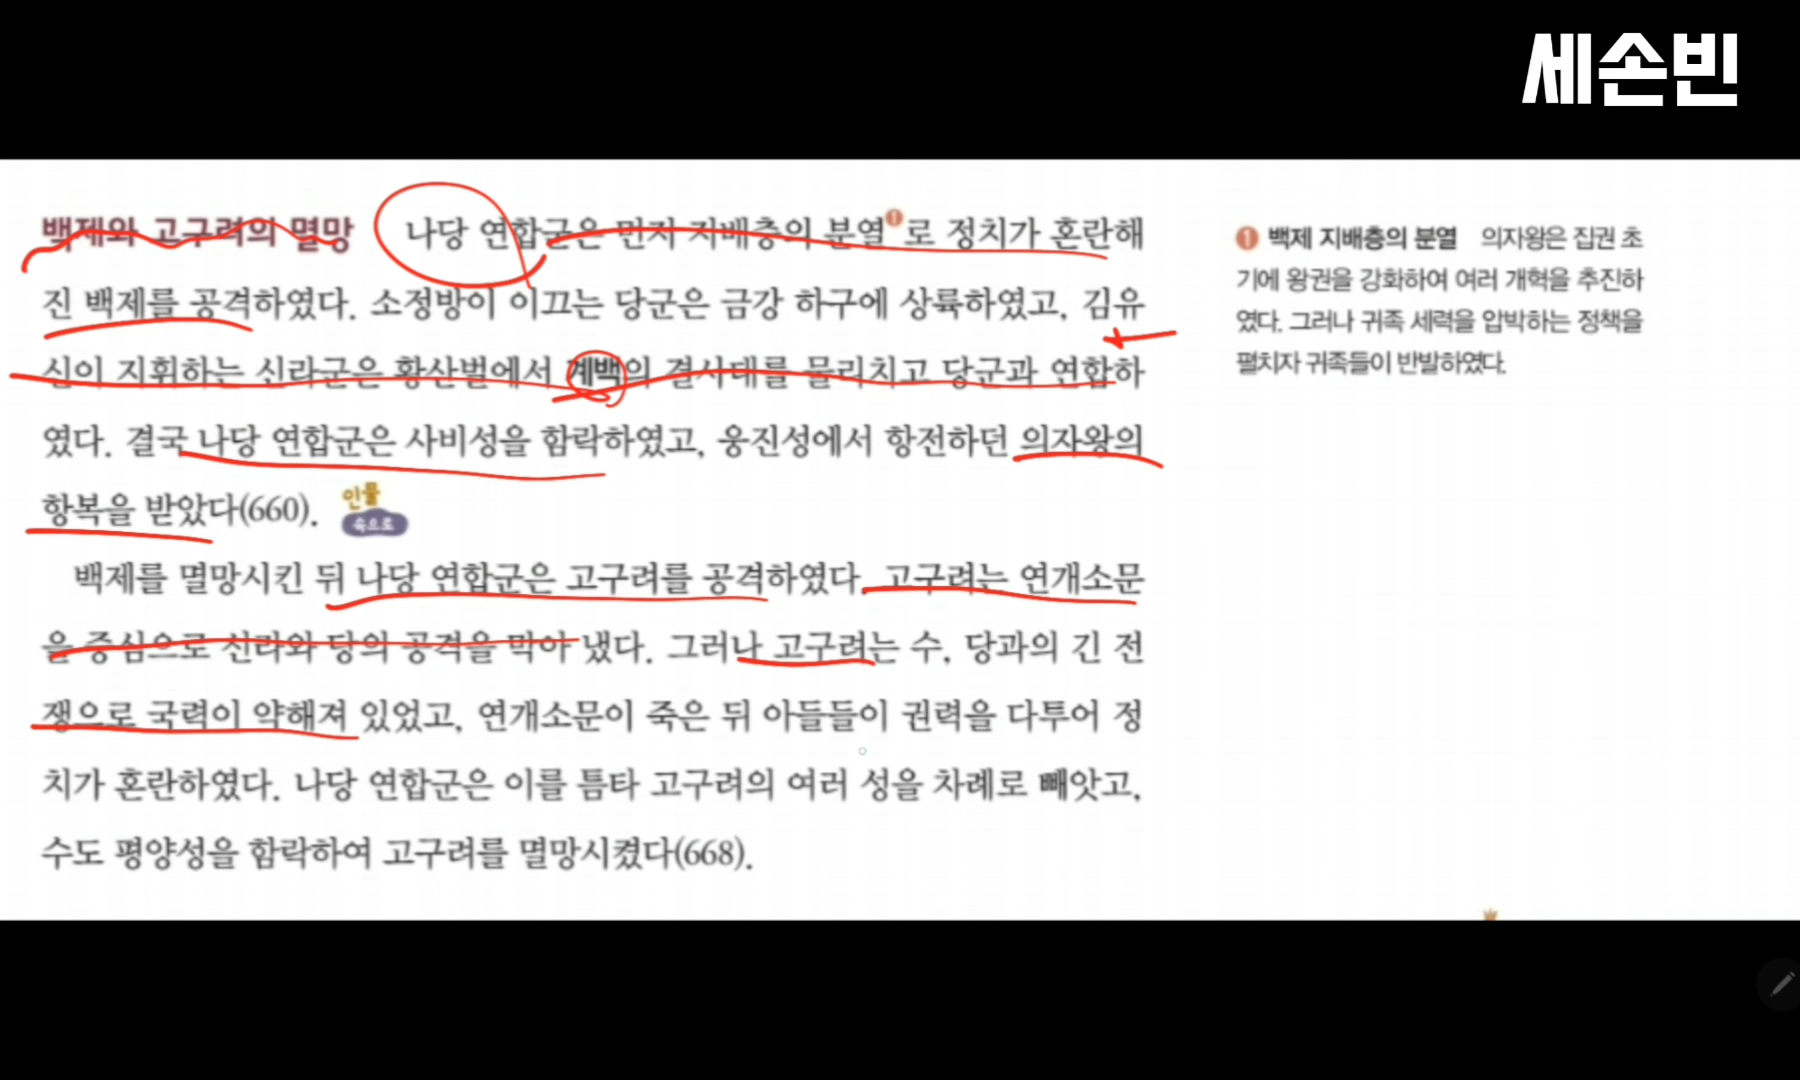 세손빈
백제와 고구려의 멸망 나당 연합군은 먼저 지배층의 분열❶로 정치가 혼란해
진 백제를 공격하였다. 소정방이 이끄는 당군은 금강 하구에 상륙하였고, 김유
신이 지휘하는 신라군은 황산벌에서 계백의 결사대를 물리치고 당군과 연합하
였다. 결국 나당 연합군은 사비성을 함락하였고, 웅진성에서 항전하던 의자왕의
항복을 받았다(660). 인물
속으로
백제를 멸망시킨 뒤 나당 연합군은 고구려를 공격하였다. 고구려는 연개소문
을 중심으로 신라와 당의 공격을 막아 냈다. 그러나 고구려는 수, 당과의 긴 전
쟁으로 국력이 약해져 있었고, 연개소문이 죽은 뒤 아들들이 권력을 다투어 정
치가 혼란하였다. 나당 연합군은 이를 틈타 고구려의 여러 성을 차례로 빼앗고,
수도 평양성을 함락하여 고구려를 멸망시켰다(668).
❶ 백제 지배층의 분열 의자왕은 집권 초
기에 왕권을 강화하여 여러 개혁을 추진하
였다. 그러나 귀족 세력을 압박하는 정책을
펼치자 귀족들이 반발하였다.